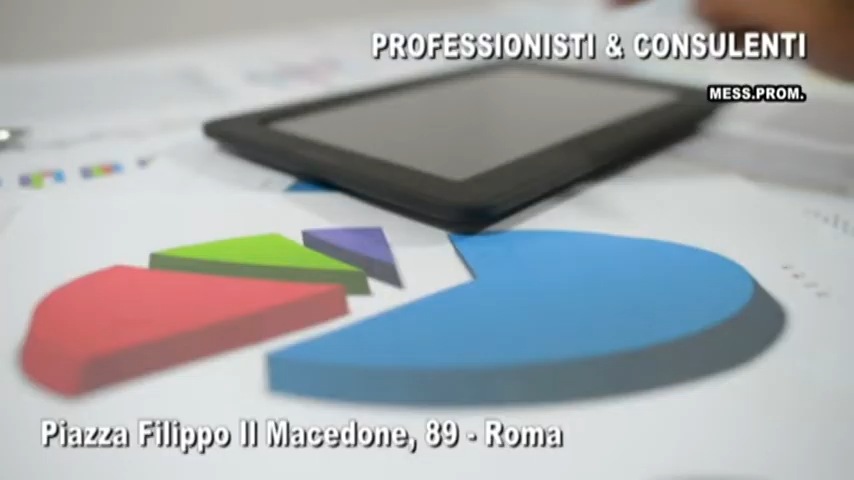 PROFESSIONISTI & CONSULENTI
MESS.PROM.
Piazza Filippo II Macedone, 89 - Roma